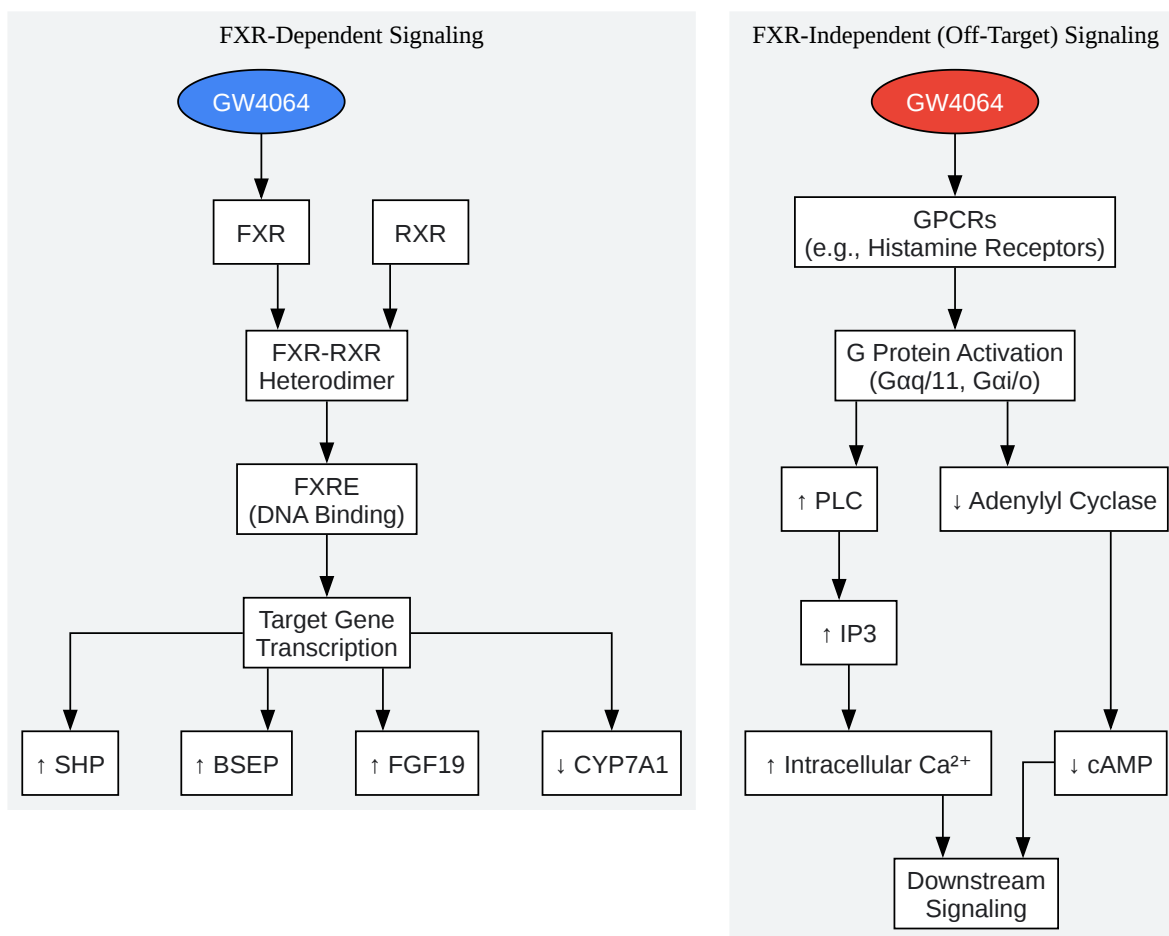 FXR-Dependent Signaling
GW4064
FXR
RXR
FXR-RXR
Heterodimer
FXRE
(DNA Binding)
Target Gene
Transcription
↑ SHP
↑ BSEP
↑ FGF19
↓ CYP7A1
FXR-Independent (Off-Target) Signaling
GW4064
GPCRs
(e.g., Histamine Receptors)
G Protein Activation
(Gαq/11, Gαi/o)
↑ PLC
↓ Adenylyl Cyclase
↑ IP3
↑ Intracellular Ca²⁺
↓ cAMP
Downstream
Signaling